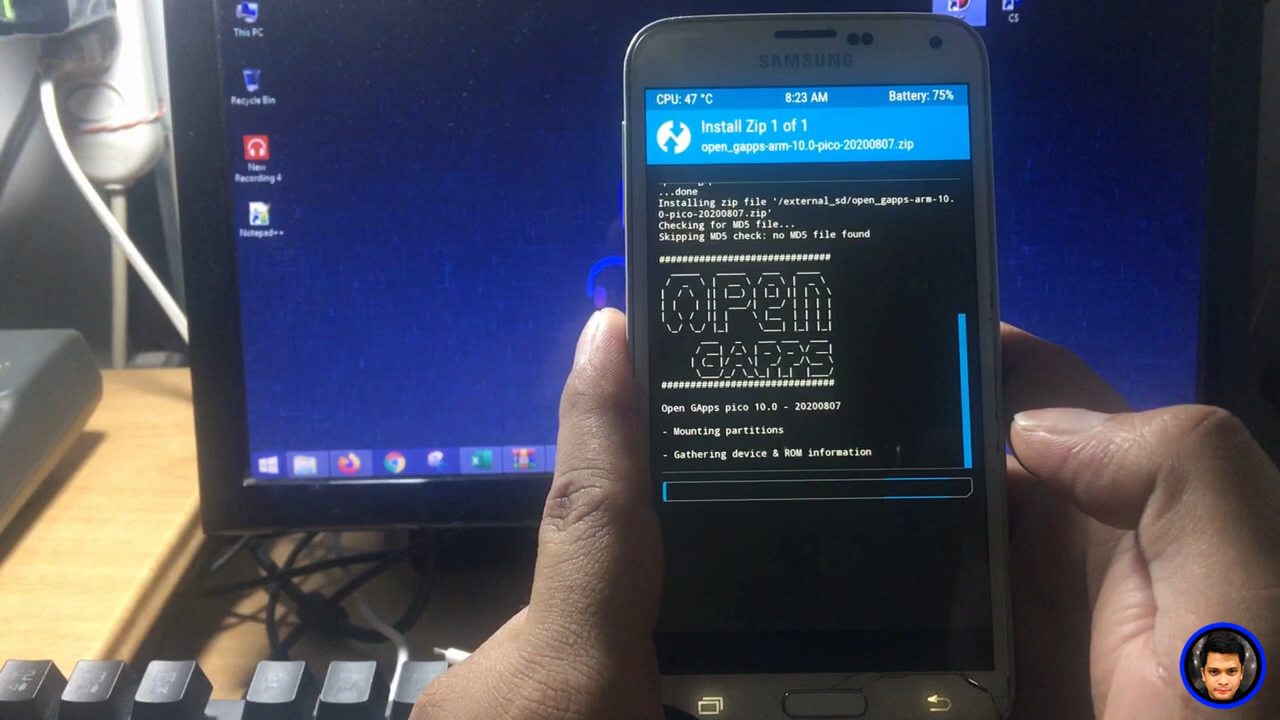 This PC
Recycle Bin
New
Recording 4
Notepad++
CS
SAMSUNG
CPU: 47 °C 8:23 AM Battery: 75%
Install Zip 1 of 1
open_gapps-arm-10.0-pico-20200807.zip
...done
Installing zip file '/external_sd/open_gapps-arm-10.
0-pico-20200807.zip'
Checking for MD5 file...
Skipping MD5 check: no MD5 file found
##############################
OPEN
GAPPS
##############################
Open GApps pico 10.0 - 20200807
- Mounting partitions
- Gathering device & ROM information